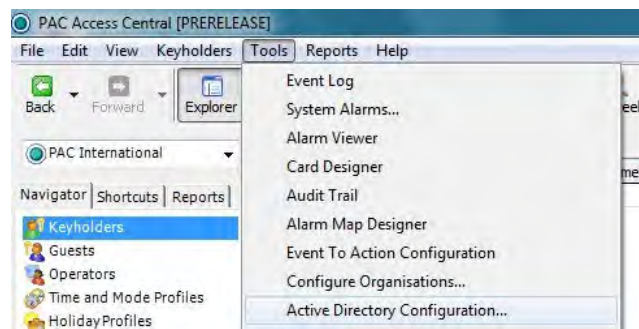 PAC Access Central [PRERELEASE]
File Edit View Keyholders Tools Reports Help
Back Forward Explorer
PAC International
Navigator Shortcuts Reports
Keyholders
Guests
Operators
Time and Mode Profiles
Holiday Profiles
Event Log
System Alarms...
Alarm Viewer
Card Designer
Audit Trail
Alarm Map Designer
Event To Action Configuration
Configure Organisations...
Active Directory Configuration...